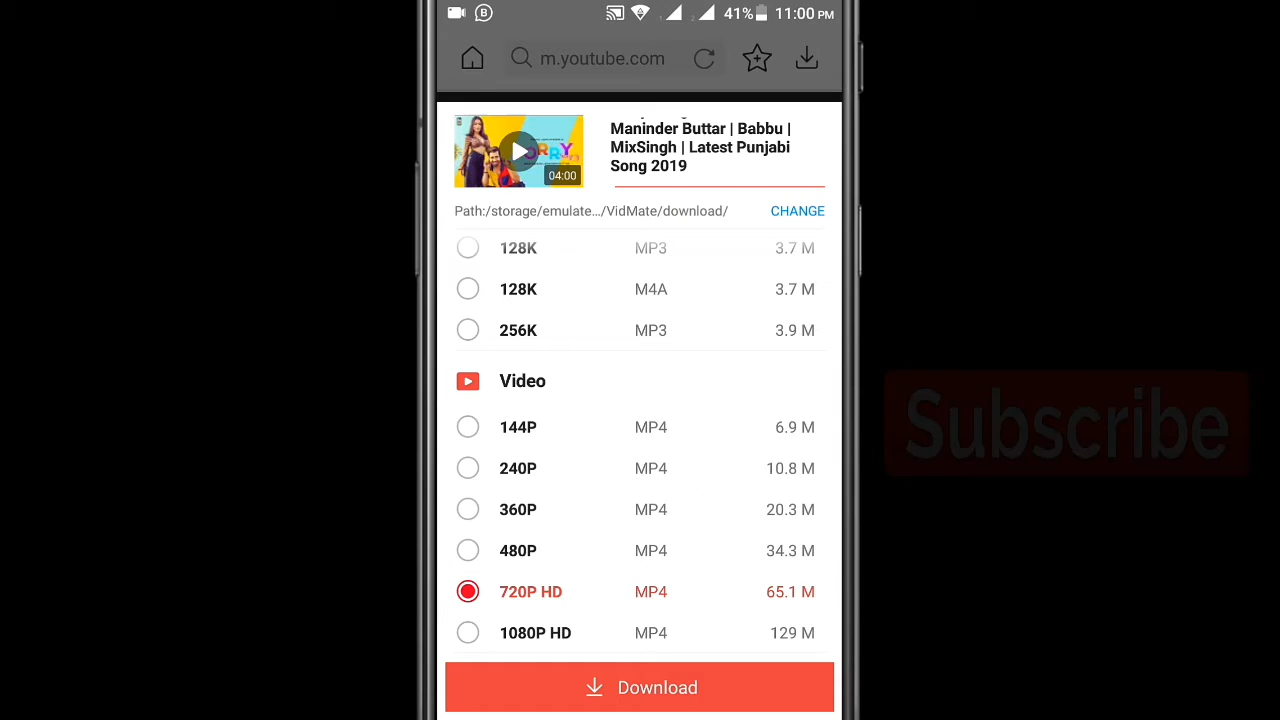 B 41% 11:00 PM
m.youtube.com
Maninder Buttar | Babbu |
MixSingh | Latest Punjabi
Song 2019
ORRY
04:00
Path:/storage/emulate.../VidMate/download/ CHANGE
128K MP3 3.7 M
128K M4A 3.7 M
256K MP3 3.9 M
Video
144P MP4 6.9 M
240P MP4 10.8 M
360P MP4 20.3 M
480P MP4 34.3 M
720P HD MP4 65.1 M
1080P HD MP4 129 M
Download
Subscribe